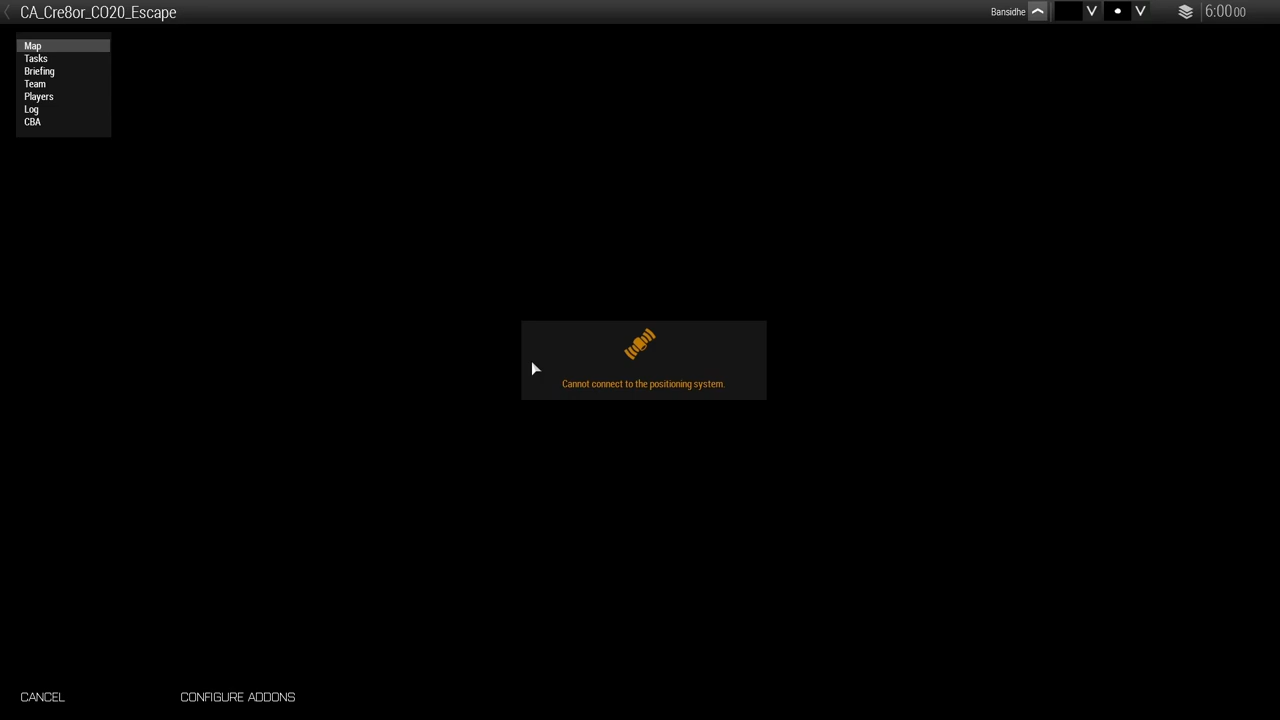 CA_Cre8or_CO20_Escape
Bansidhe
6:00:00
Map
Tasks
Briefing
Team
Players
Log
CBA
Cannot connect to the positioning system.
CANCEL
CONFIGURE ADDONS